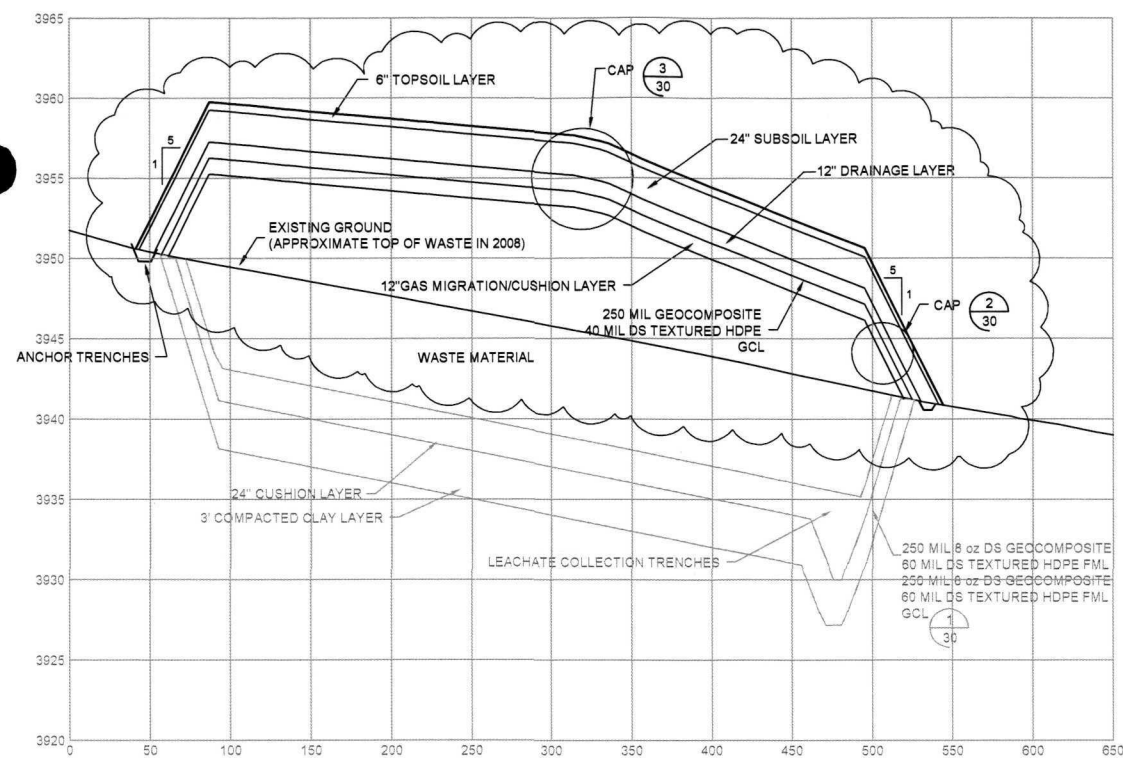 3965
3960
3955
3950
3945
3940
3935
3930
3925
3920
0
50
100
150
200
250
300
350
400
450
500
550
600
650
6" TOPSOIL LAYER
CAP 3
30
24" SUBSOIL LAYER
12" DRAINAGE LAYER
5
1
EXISTING GROUND
(APPROXIMATE TOP OF WASTE IN 2008)
12"GAS MIGRATION/CUSHION LAYER
250 MIL GEOCOMPOSITE
40 MIL DS TEXTURED HDPE
GCL
5
1
CAP 2
30
ANCHOR TRENCHES
WASTE MATERIAL
24" CUSHION LAYER
3' COMPACTED CLAY LAYER
LEACHATE COLLECTION TRENCHES
250 MIL 8 oz DS GEOCOMPOSITE
60 MIL DS TEXTURED HDPE FML
250 MIL 8 oz DS GEOCOMPOSITE
60 MIL DS TEXTURED HDPE FML
GCL 1
30